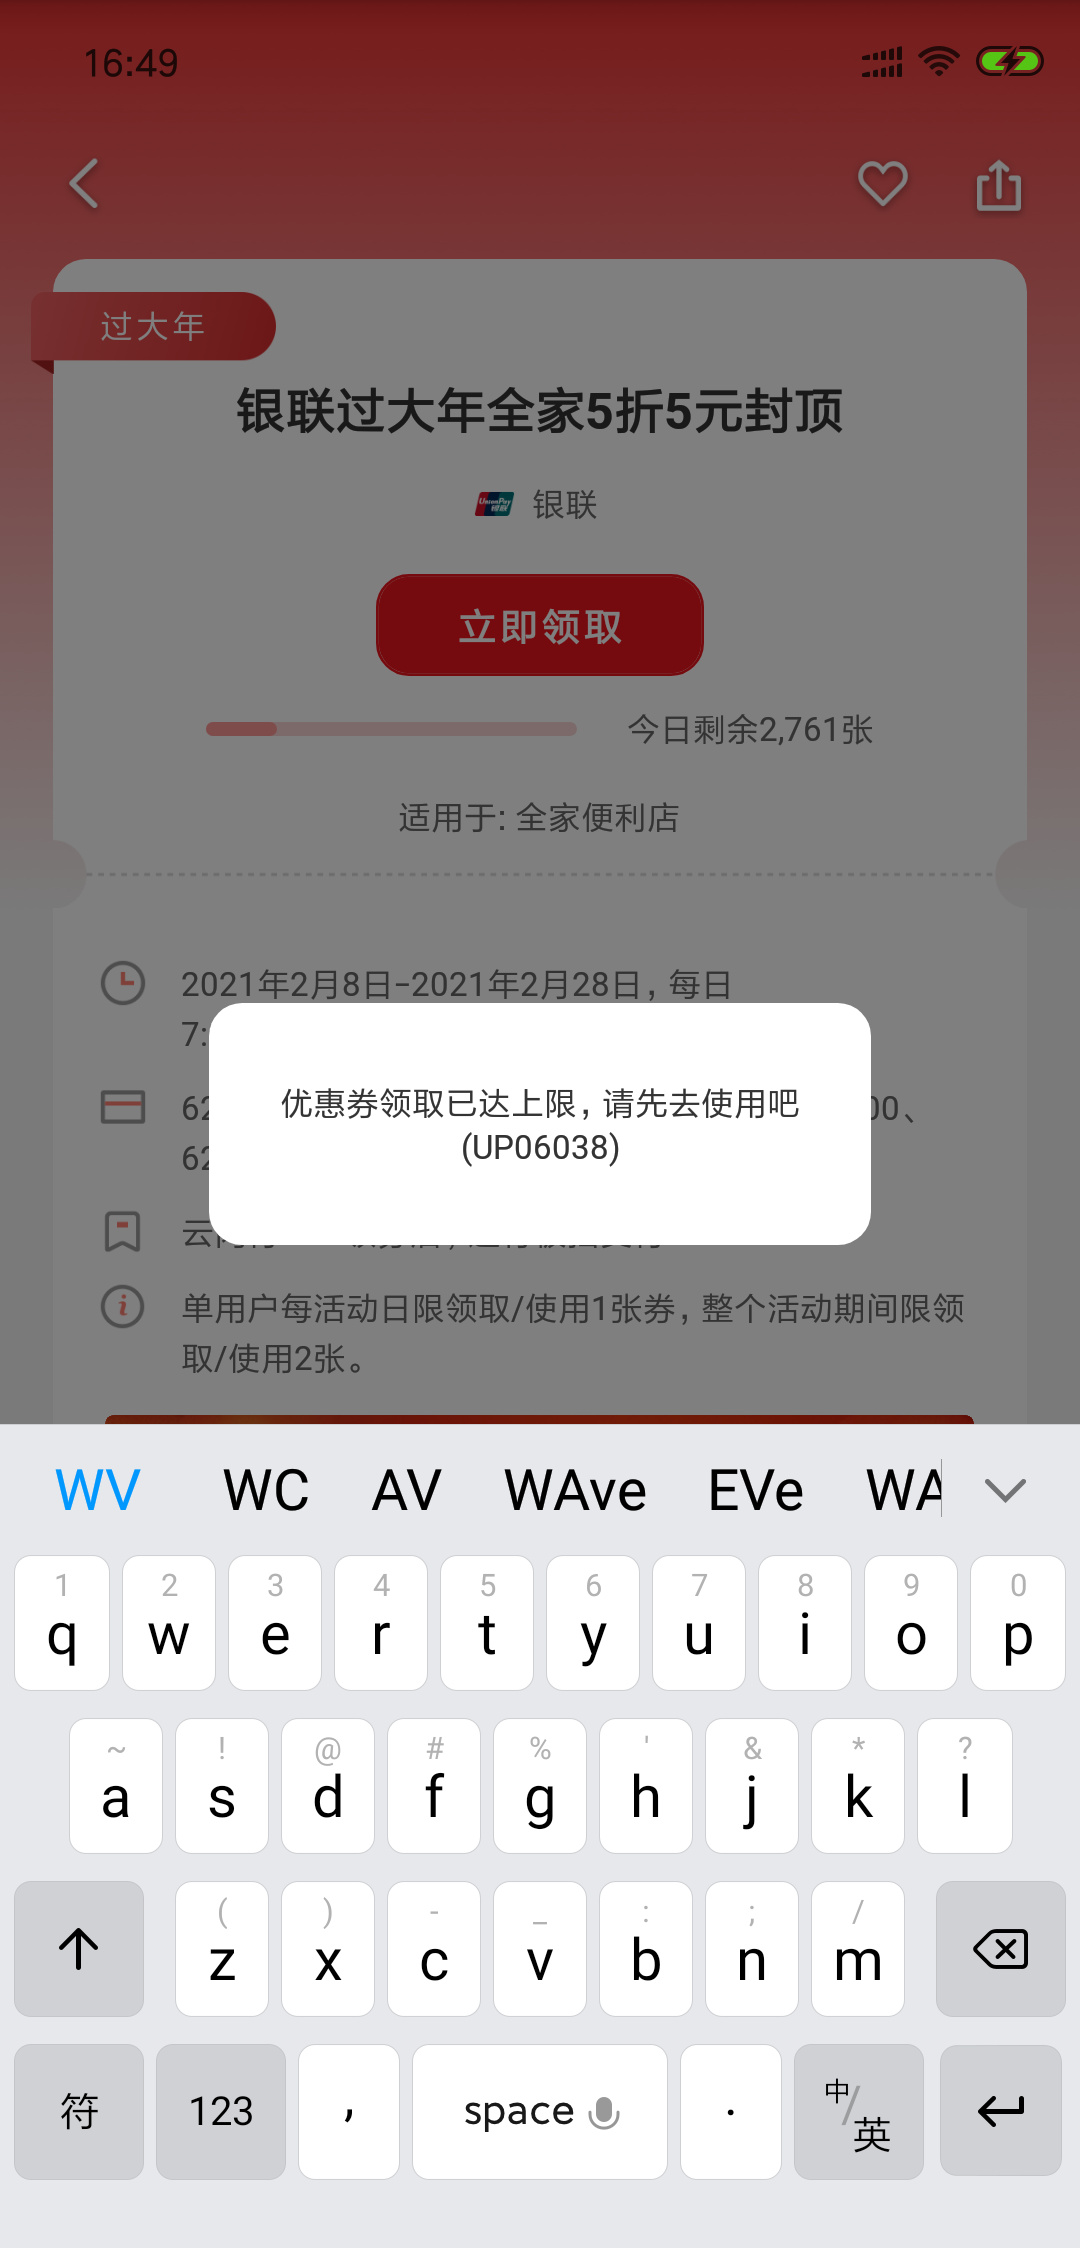 16:49
过大年
银联过大年全家5折5元封顶
银联
立即领取
今日剩余2,761张
适用于: 全家便利店
2021年2月8日-2021年2月28日，每日
7:
优惠券领取已达上限，请先去使用吧
(UP06038)
62
00、
62
单用户每活动日限领取/使用1张券，整个活动期间限领
取/使用2张。
WV WC AV WAve EVe WA
1 2 3 4 5 6 7 8 9 0
q w e r t y u i o p
~ ! @ # % ' & * ?
a s d f g h j k l
( ) - _ : ; /
z x c v b n m
符 123 , space . 中/英